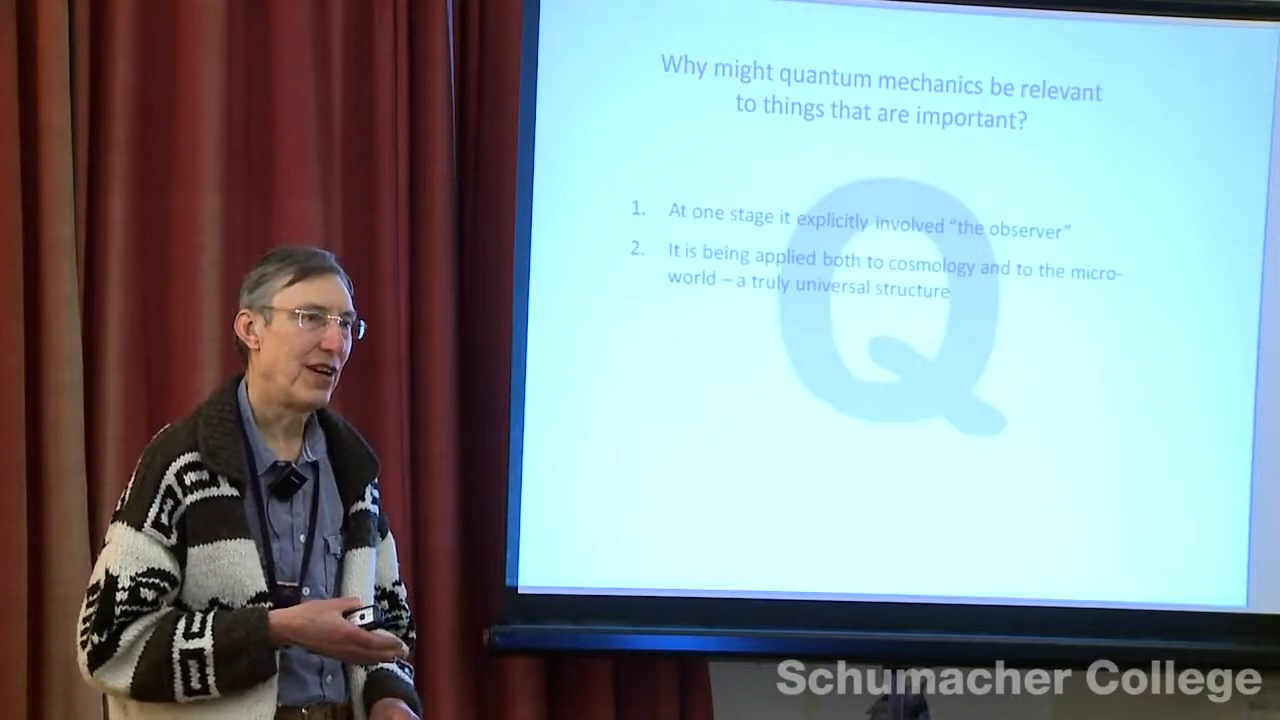 Why might quantum mechanics be relevant
to things that are important?
Q
1. At one stage it explicitly involved “the observer”
2. It is being applied both to cosmology and to the micro-
world – a truly universal structure
Schumacher College